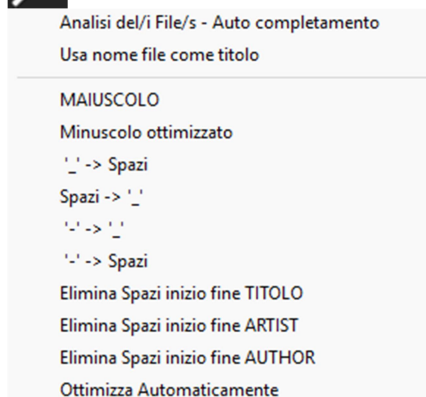 Analisi del/i File/s - Auto completamento
Usa nome file come titolo
MAIUSCOLO
Minuscolo ottimizzato
'_' -> Spazi
Spazi -> '_'
'-' -> '_'
'-' -> Spazi
Elimina Spazi inizio fine TITOLO
Elimina Spazi inizio fine ARTIST
Elimina Spazi inizio fine AUTHOR
Ottimizza Automaticamente